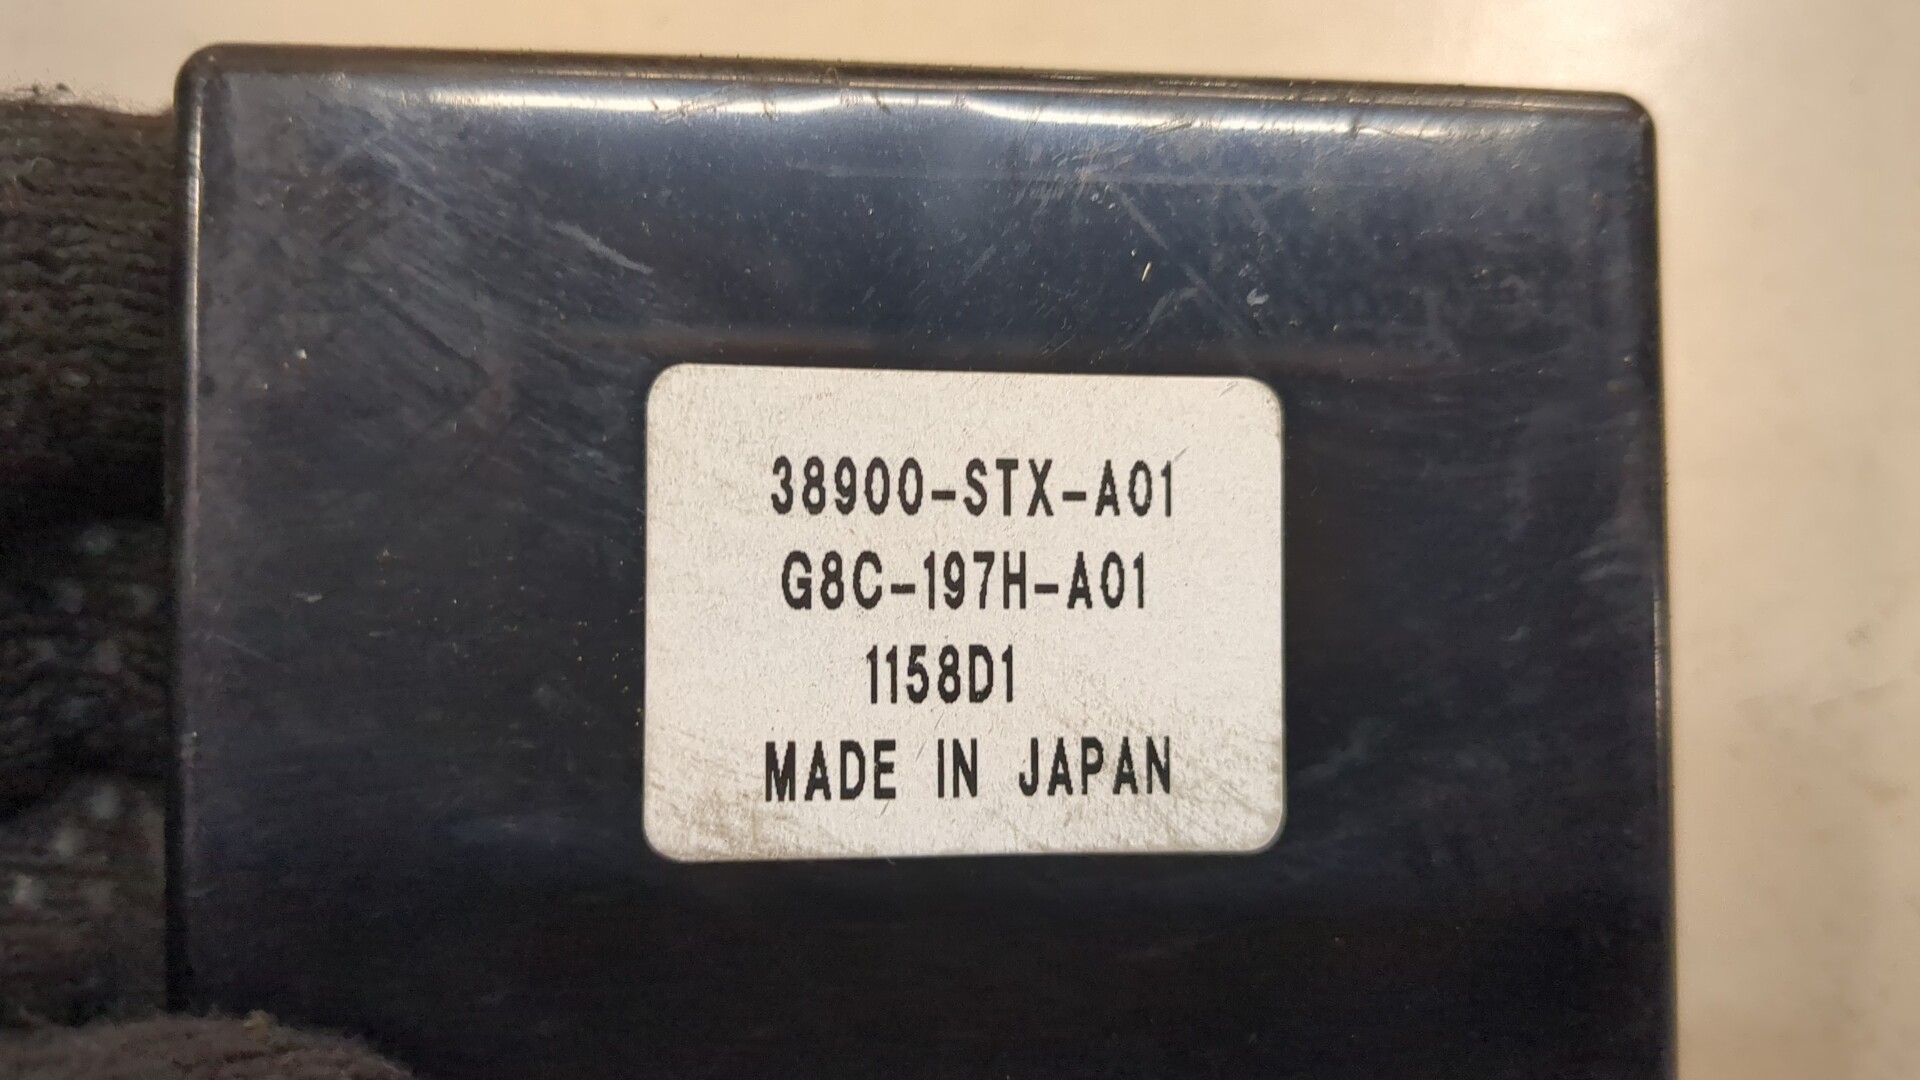 38900-STX-A01
G8C-197H-A01
1158D1
MADE IN JAPAN